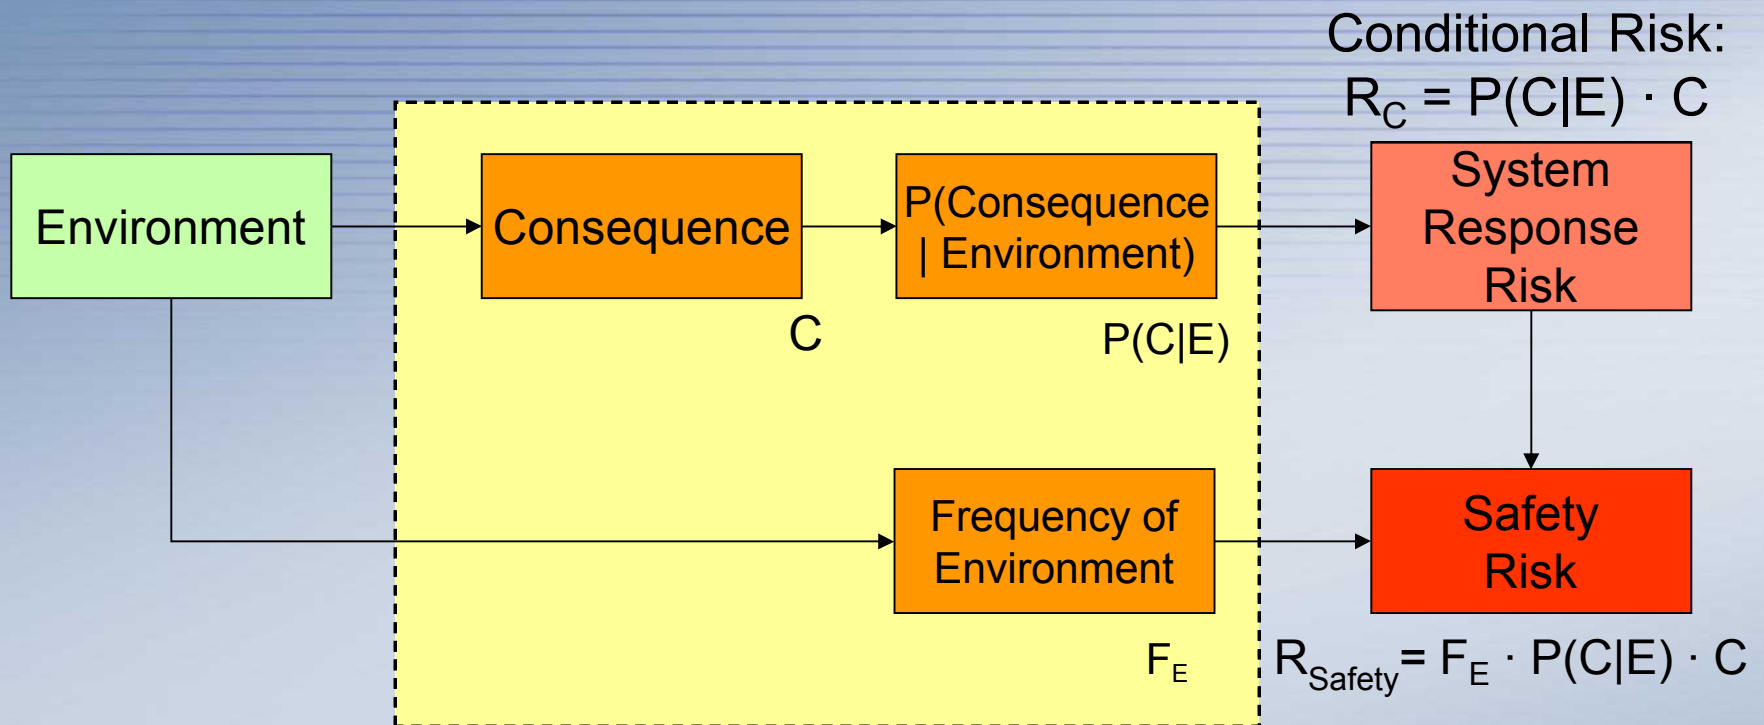 Conditional Risk:
R_C = P(C|E) · C
Environment
Consequence
P(Consequence
| Environment)
System
Response
Risk
C
P(C|E)
Frequency of
Environment
Safety
Risk
F_E
R_Safety = F_E · P(C|E) · C